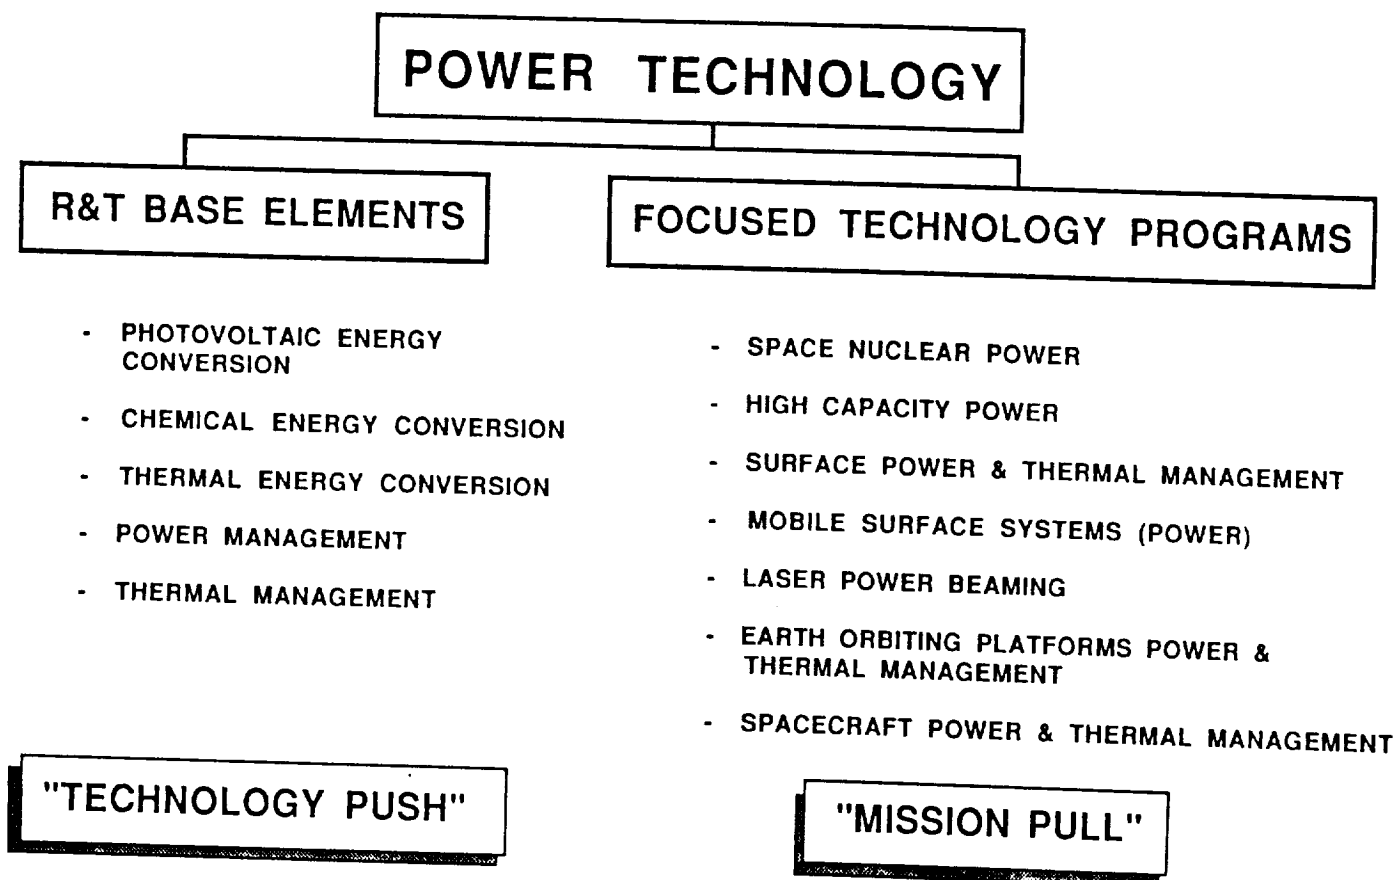 POWER TECHNOLOGY
R&T BASE ELEMENTS
- PHOTOVOLTAIC ENERGY
CONVERSION
- CHEMICAL ENERGY CONVERSION
- THERMAL ENERGY CONVERSION
- POWER MANAGEMENT
- THERMAL MANAGEMENT
"TECHNOLOGY PUSH"
FOCUSED TECHNOLOGY PROGRAMS
- SPACE NUCLEAR POWER
- HIGH CAPACITY POWER
- SURFACE POWER & THERMAL MANAGEMENT
- MOBILE SURFACE SYSTEMS (POWER)
- LASER POWER BEAMING
- EARTH ORBITING PLATFORMS POWER &
THERMAL MANAGEMENT
- SPACECRAFT POWER & THERMAL MANAGEMENT
"MISSION PULL"